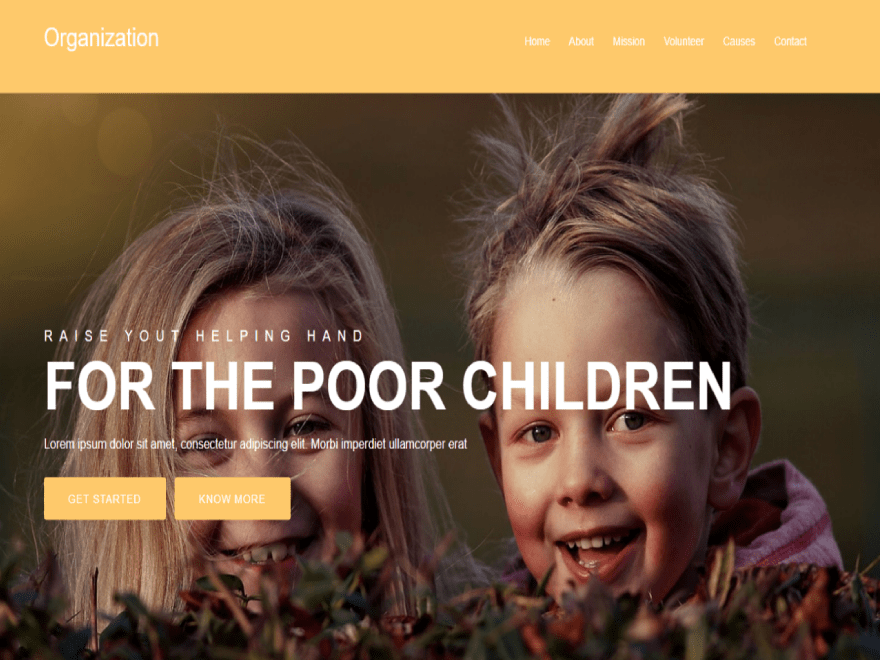 Organization
Home About Mission Volunteer Causes Contact
RAISE YOUT HELPING HAND
FOR THE POOR CHILDREN
Lorem ipsum dolor sit amet, consectetur adipiscing elit. Morbi imperdiet ullamcorper erat
GET STARTED KNOW MORE